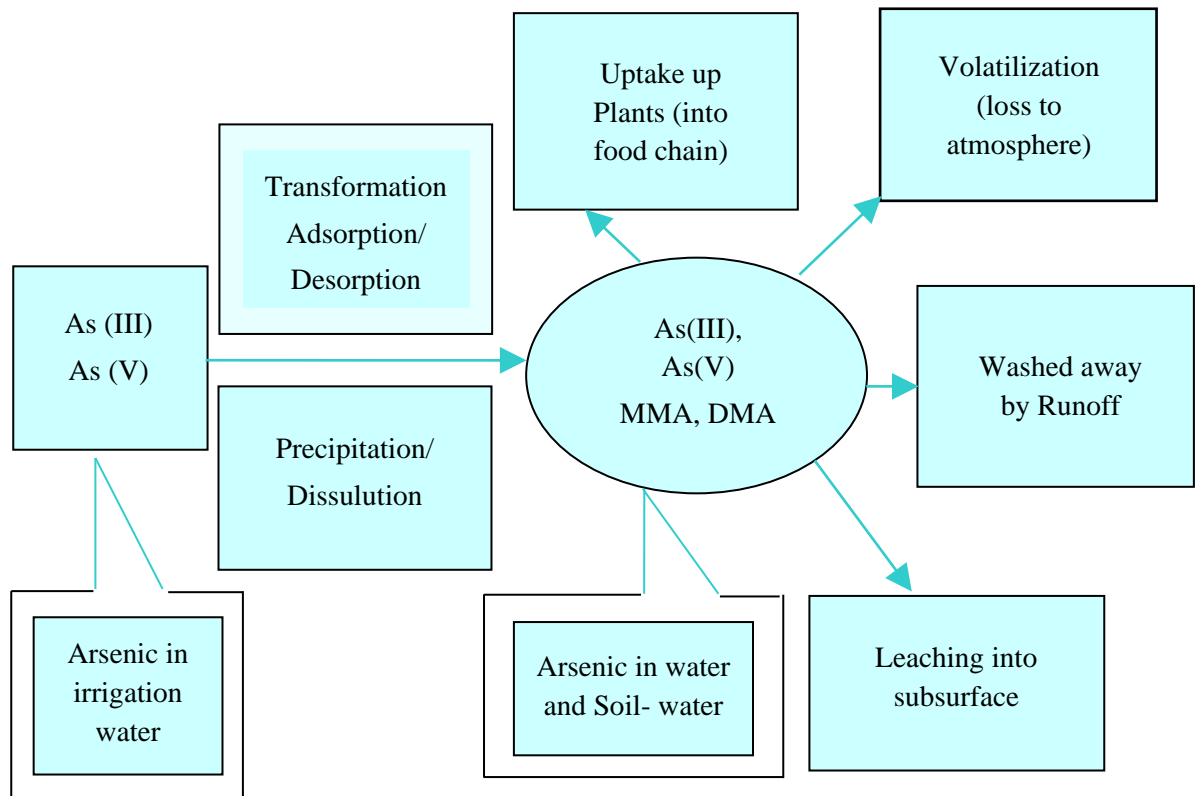 Uptake up
Plants (into
food chain)
Volatilization
(loss to
atmosphere)
Transformation
Adsorption/
Desorption
As (III)
As (V)
As(III),
As(V)
MMA, DMA
Washed away
by Runoff
Precipitation/
Dissulution
Arsenic in
irrigation
water
Arsenic in water
and Soil- water
Leaching into
subsurface